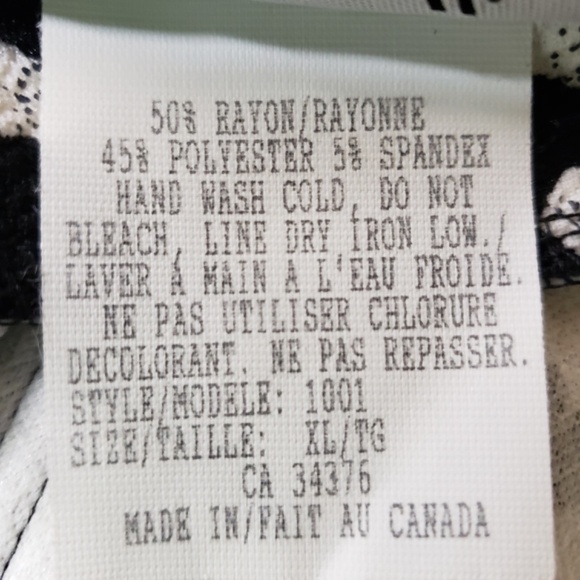 50% RAYON/RAYONNE
45% POLYESTER 5% SPANDEX
HAND WASH COLD, DO NOT
BLEACH, LINE DRY IRON LOW./
LAVER A MAIN A L'EAU FROIDE.
NE PAS UTILISER CHLORURE
DECOLORANT. NE PAS REPASSER.
STYLE/MODELE: 1001
SIZE/TAILLE: XL/TG
CA 34376
MADE IN/FAIT AU CANADA